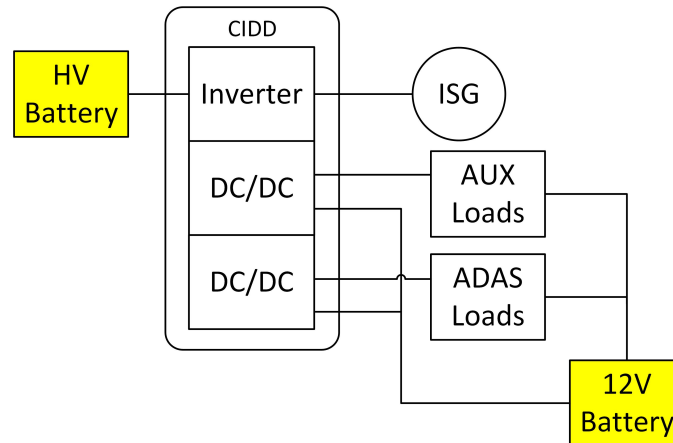 CIDD
HV
Battery
Inverter
ISG
DC/DC
AUX
Loads
DC/DC
ADAS
Loads
12V
Battery